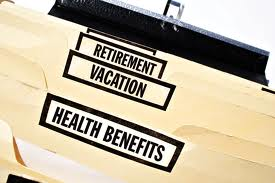 RETIREMENT
VACATION
HEALTH BENEFITS